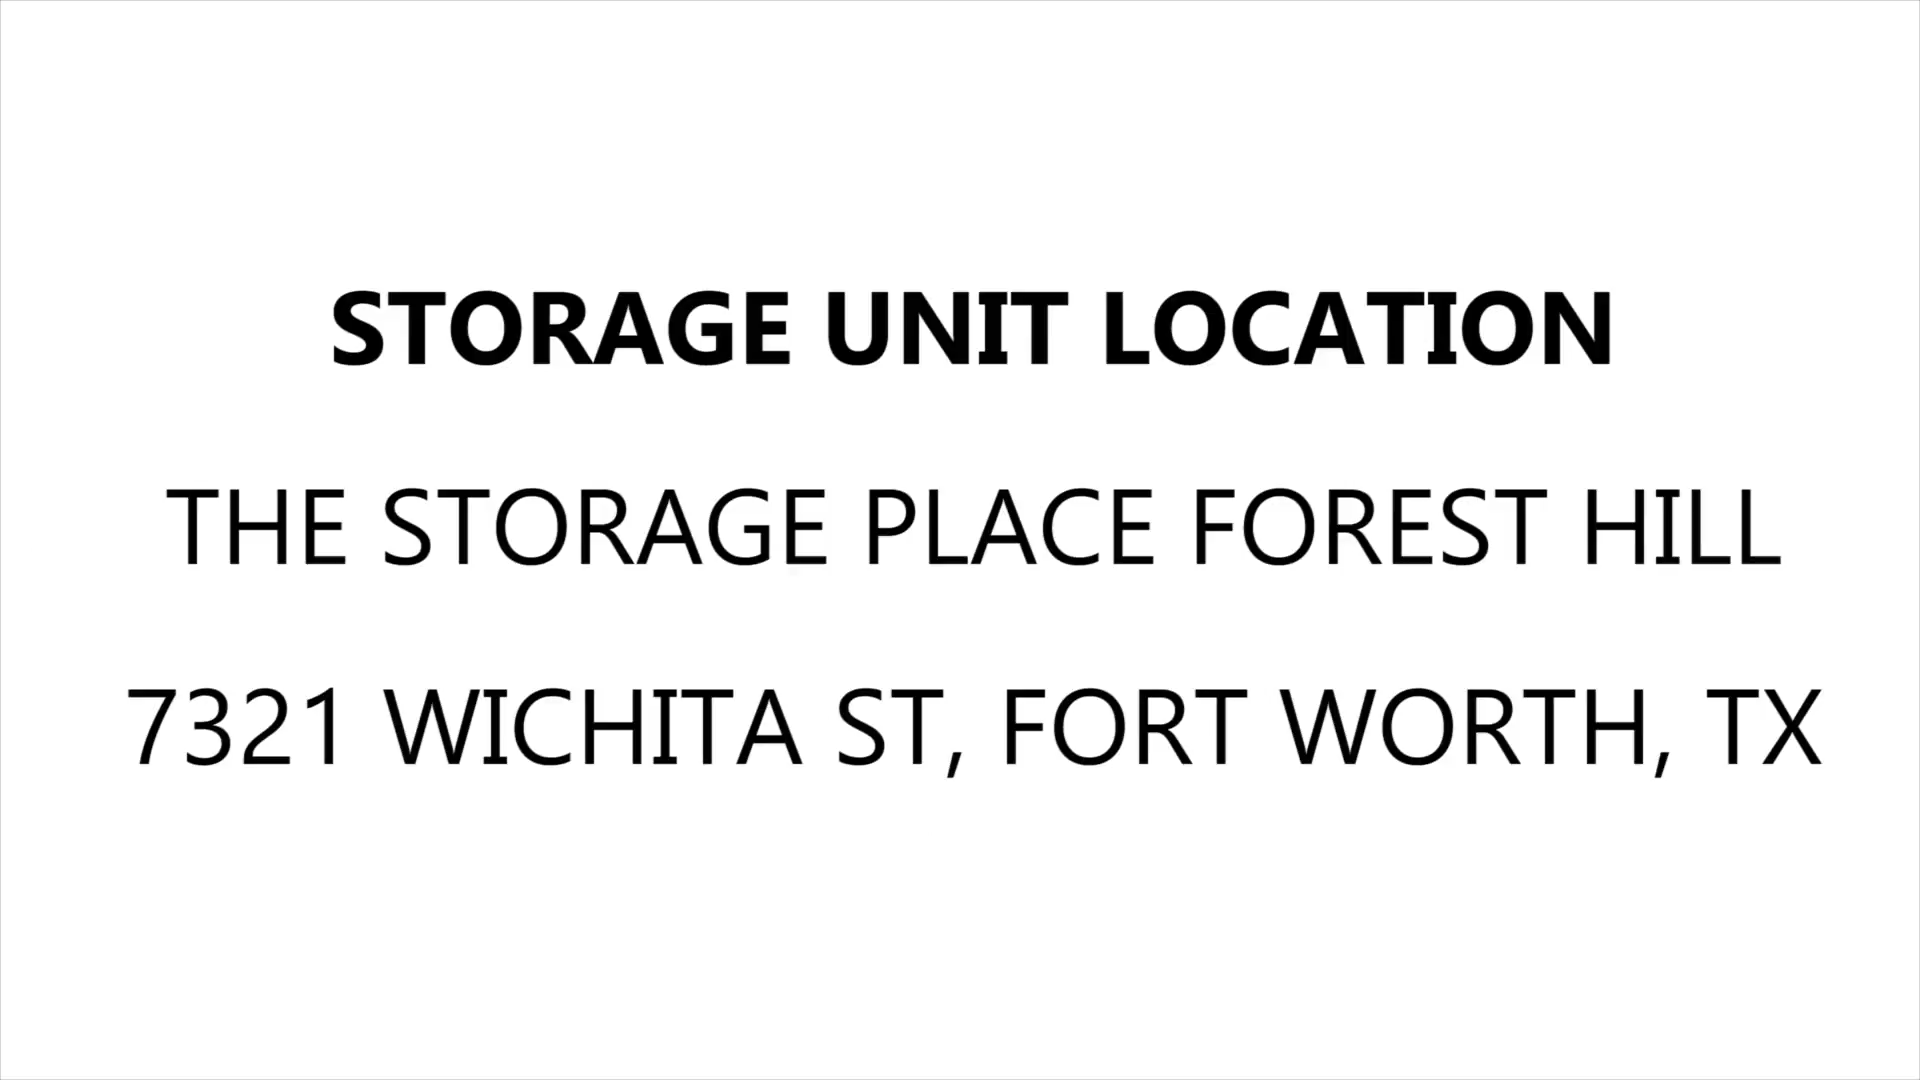 STORAGE UNIT LOCATION
THE STORAGE PLACE FOREST HILL
7321 WICHITA ST, FORT WORTH, TX